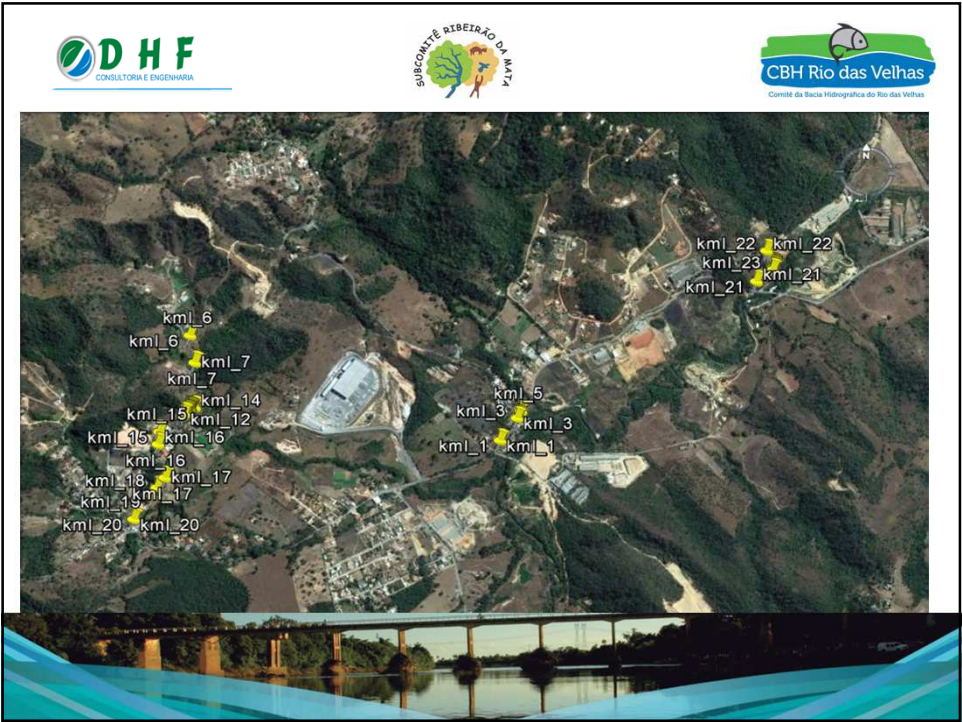 DHF
CONSULTORIA E ENGENHARIA
SUBCOMITÊ RIBEIRÃO DA MATA
CBH Rio das Velhas
Comitê da Bacia Hidrográfica do Rio das Velhas
N
kml_22 kml_22
kml_23
kml_21 kml_21
kml_6
kml_6
kml_7
kml_7
kml_14
kml_15 kml_12
kml_15 kml_16
kml_16
kml_18 kml_17
kml_17
kml_19
kml_20 kml_20
kml_5
kml_3 kml_3
kml_1 kml_1